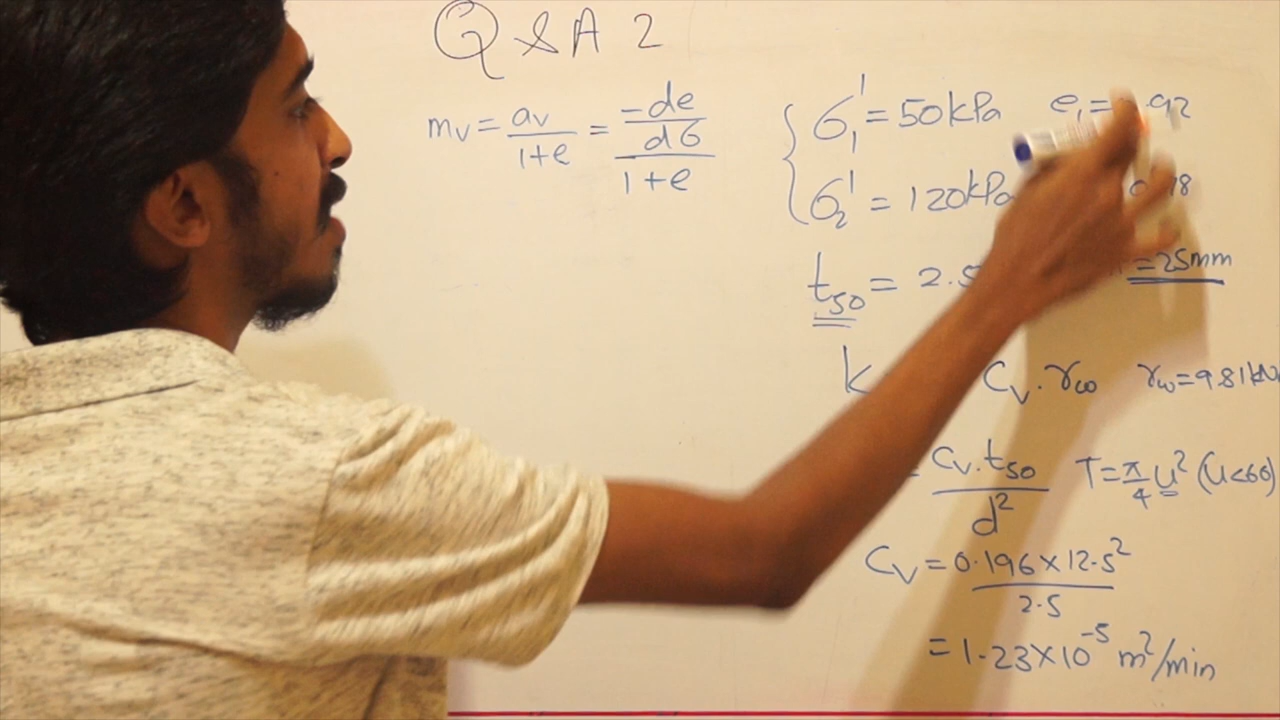 Q & A 2
mv = av / 1+e = -de/dσ / 1+e
σ1' = 50kPa e1 = .92
σ2' = 120kPa
t50 = 2.5 = 25mm
k Cv.γw γw = 9.81kN
= Cv.t50 / d² T = π/4 u² (u<60)
Cv = 0.196×12.5² / 2.5
= 1.23×10⁻⁵ m²/min